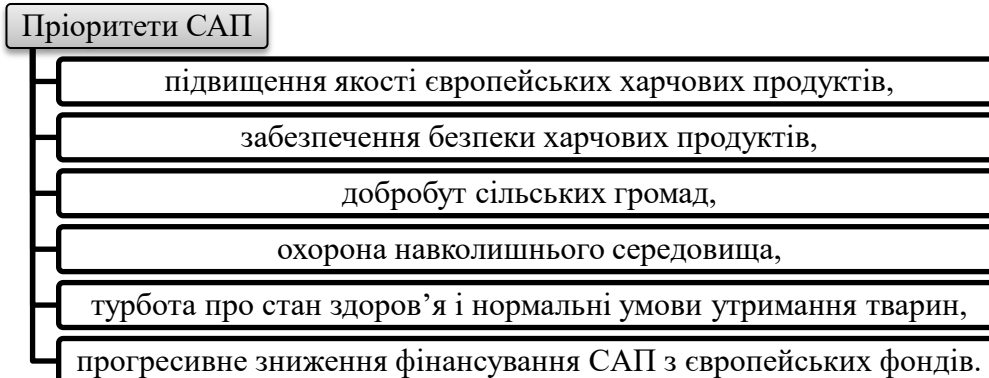 Пріоритети САП
підвищення якості європейських харчових продуктів,
забезпечення безпеки харчових продуктів,
добробут сільських громад,
охорона навколишнього середовища,
турбота про стан здоров’я і нормальні умови утримання тварин,
прогресивне зниження фінансування САП з європейських фондів.